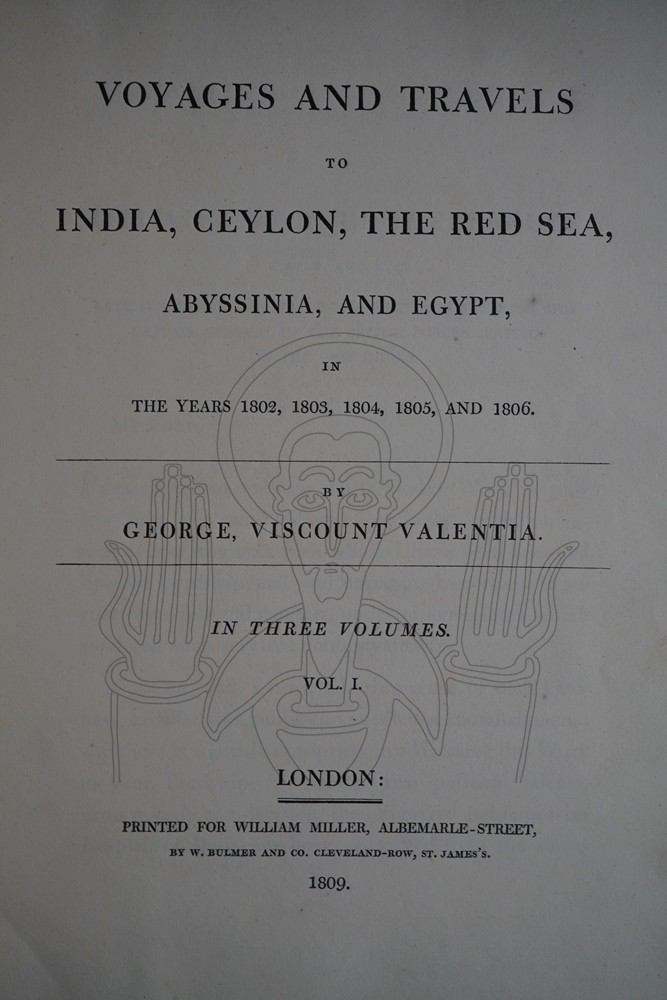 VOYAGES AND TRAVELS
TO
INDIA, CEYLON, THE RED SEA,
ABYSSINIA, AND EGYPT,
IN
THE YEARS 1802, 1803, 1804, 1805, AND 1806.
BY
GEORGE, VISCOUNT VALENTIA.
IN THREE VOLUMES.
VOL. I.
LONDON:
PRINTED FOR WILLIAM MILLER, ALBEMARLE-STREET,
BY W. BULMER AND CO. CLEVELAND-ROW, ST. JAMES'S.
1809.